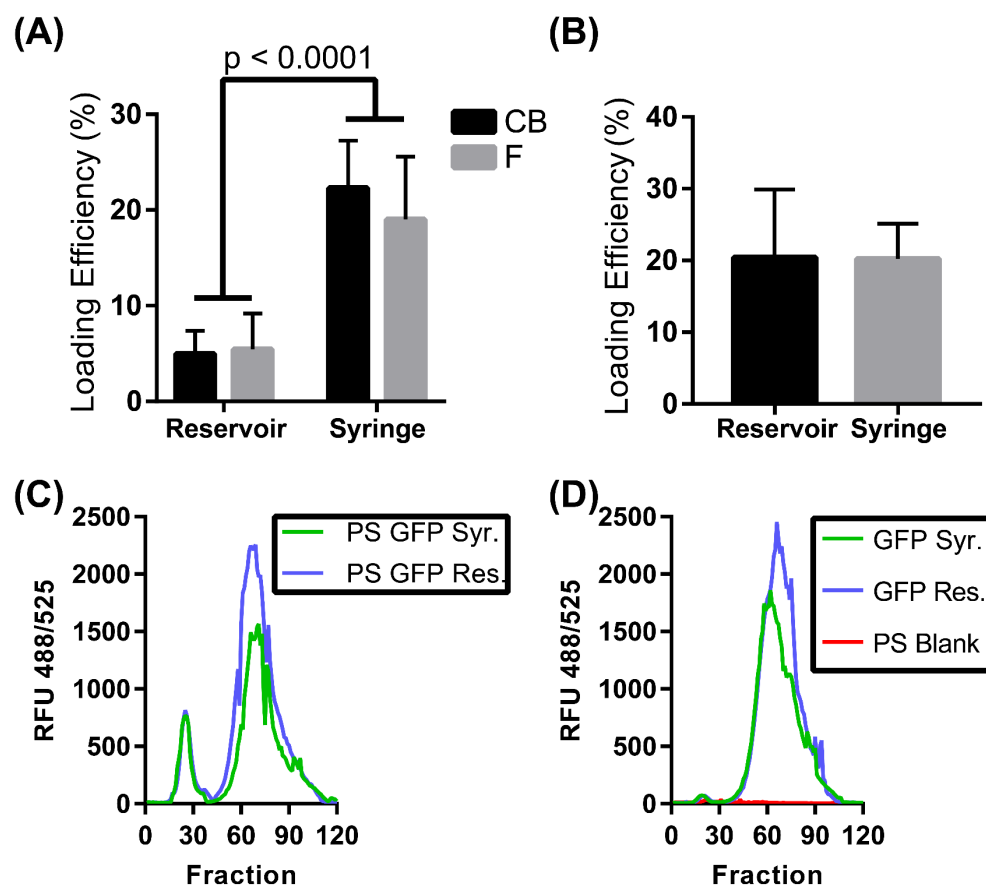 (A)
p < 0.0001
Loading Efficiency (%)
30
20
10
0
Reservoir
Syringe
CB
F
(B)
Loading Efficiency (%)
40
30
20
10
0
Reservoir
Syringe
(C)
RFU 488/525
2500
2000
1500
1000
500
0
0
30
60
90
120
Fraction
PS GFP Syr.
PS GFP Res.
(D)
RFU 488/525
2500
2000
1500
1000
500
0
0
30
60
90
120
Fraction
GFP Syr.
GFP Res.
PS Blank